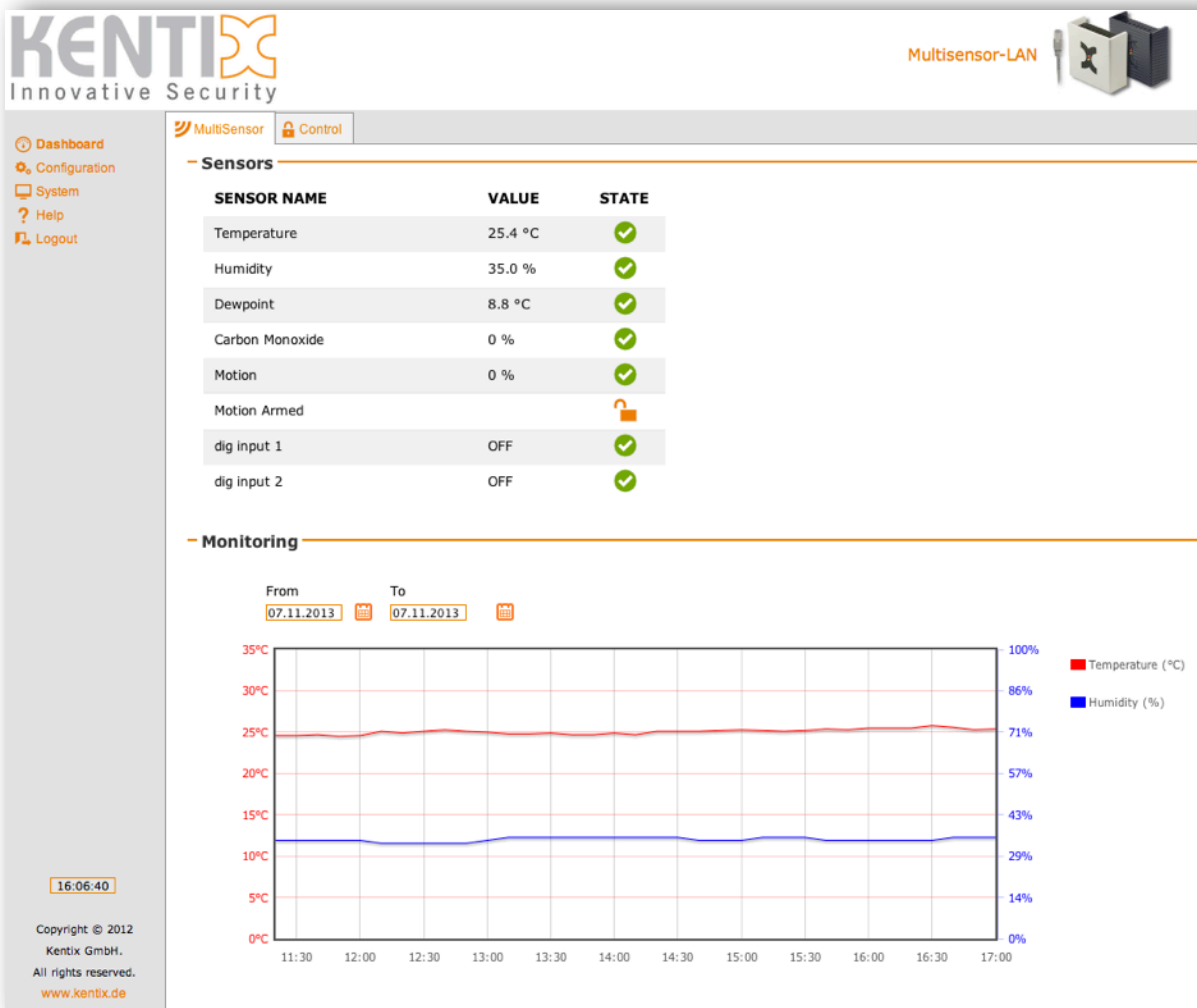 KENTIX
Innovative Security
Multisensor-LAN
Dashboard
Configuration
System
Help
Logout
MultiSensor
Control
Sensors
SENSOR NAME VALUE STATE
Temperature 25.4 °C
Humidity 35.0 %
Dewpoint 8.8 °C
Carbon Monoxide 0 %
Motion 0 %
Motion Armed
dig input 1 OFF
dig input 2 OFF
Monitoring
From To
07.11.2013 07.11.2013
35°C 100%
30°C 86%
25°C 71%
20°C 57%
15°C 43%
10°C 29%
5°C 14%
0°C 0%
11:30 12:00 12:30 13:00 13:30 14:00 14:30 15:00 15:30 16:00 16:30 17:00
Temperature (°C)
Humidity (%)
16:06:40
Copyright © 2012
Kentix GmbH.
All rights reserved.
www.kentix.de